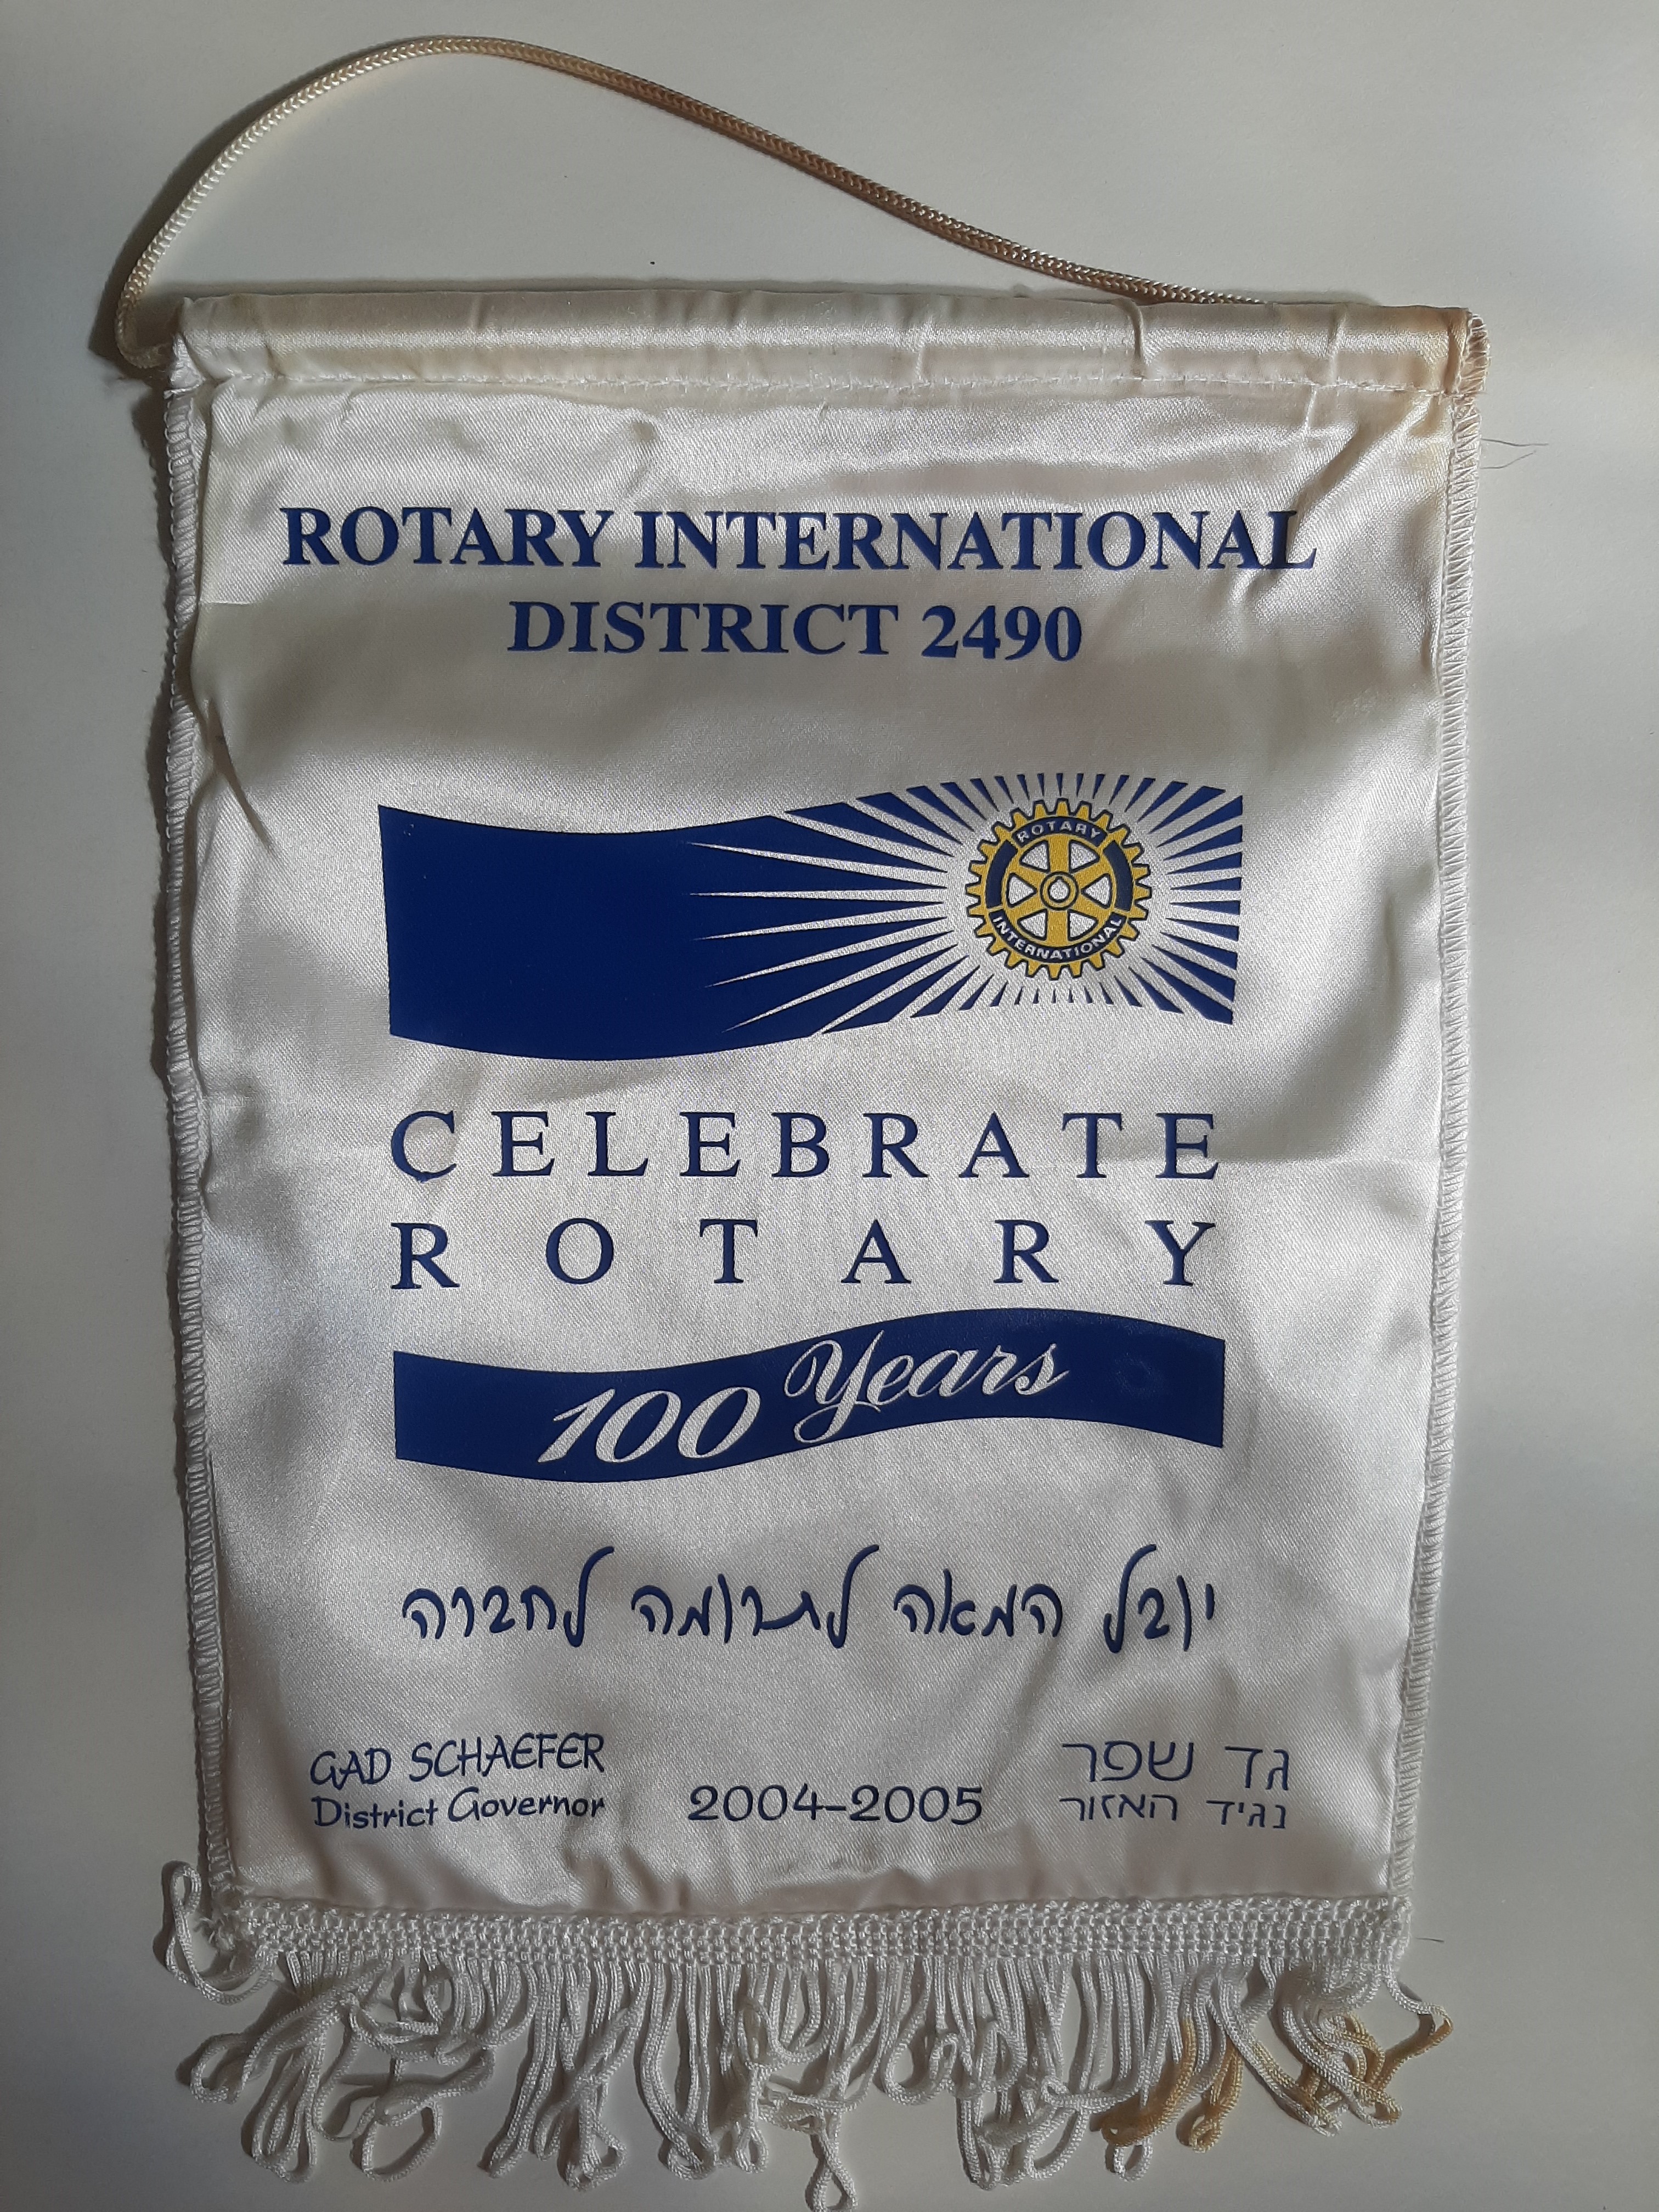 ROTARY INTERNATIONAL
DISTRICT 2490
ROTARY
INTERNATIONAL
CELEBRATE
ROTARY
100 Years
יובל המאה לתרומה לחברה
GAD SCHAEFER
District Governor
2004-2005
גד שפר
נגיד האזור